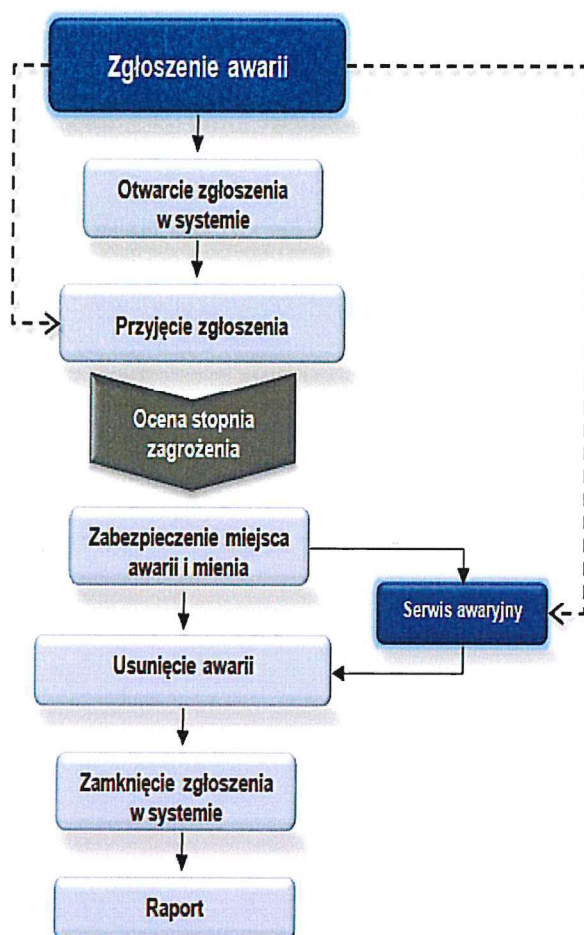 Zgłoszenie awarii
Otwarcie zgłoszenia
w systemie
Przyjęcie zgłoszenia
Ocena stopnia
zagrożenia
Zabezpieczenie miejsca
awarii i mienia
Serwis awaryjny
Usunięcie awarii
Zamknięcie zgłoszenia
w systemie
Raport